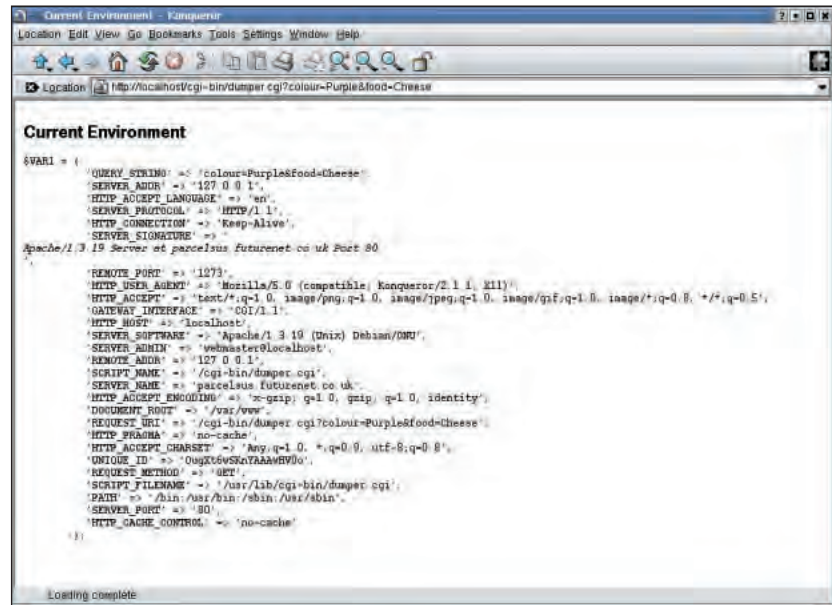 Current Environment - Konqueror
Location Edit View Go Bookmarks Tools Settings Window Help
Location http://localhost/cgi-bin/dumper.cgi?colour=Purple&food=Cheese
Current Environment
$VAR1 = {
'QUERY_STRING' => 'colour=Purple&food=Cheese'
'SERVER_ADDR' => '127.0.0.1',
'HTTP_ACCEPT_LANGUAGE' => 'en',
'SERVER_PROTOCOL' => 'HTTP/1.1',
'HTTP_CONNECTION' => 'Keep-Alive',
'SERVER_SIGNATURE' => '
Apache/1.3.19 Server at parcelsus.futurenet.co.uk Port 80
',
'REMOTE_PORT' => '1273',
'HTTP_USER_AGENT' => 'Mozilla/5.0 (compatible; Konqueror/2.1.1; X11)',
'HTTP_ACCEPT' => 'text/*;q=1.0, image/png;q=1.0, image/jpeg;q=1.0, image/gif;q=1.0, image/*;q=0.8, */*;q=0.5',
'GATEWAY_INTERFACE' => 'CGI/1.1',
'HTTP_HOST' => 'localhost',
'SERVER_SOFTWARE' => 'Apache/1.3.19 (Unix) Debian/GNU',
'SERVER_ADMIN' => 'webmaster@localhost',
'REMOTE_ADDR' => '127.0.0.1',
'SCRIPT_NAME' => '/cgi-bin/dumper.cgi',
'SERVER_NAME' => 'parcelsus.futurenet.co.uk',
'HTTP_ACCEPT_ENCODING' => 'x-gzip; q=1.0, gzip; q=1.0, identity',
'DOCUMENT_ROOT' => '/var/www',
'REQUEST_URI' => '/cgi-bin/dumper.cgi?colour=Purple&food=Cheese',
'HTTP_PRAGMA' => 'no-cache',
'HTTP_ACCEPT_CHARSET' => 'Any;q=1.0, *;q=0.9, utf-8;q=0.8',
'UNIQUE_ID' =>
'REQUEST_METHOD' => 'GET',
'SCRIPT_FILENAME' => '/usr/lib/cgi-bin/dumper.cgi',
'PATH' => '/bin:/usr/bin:/sbin:/usr/sbin',
'SERVER_PORT' => '80',
'HTTP_CACHE_CONTROL' => 'no-cache'
};
Loading complete